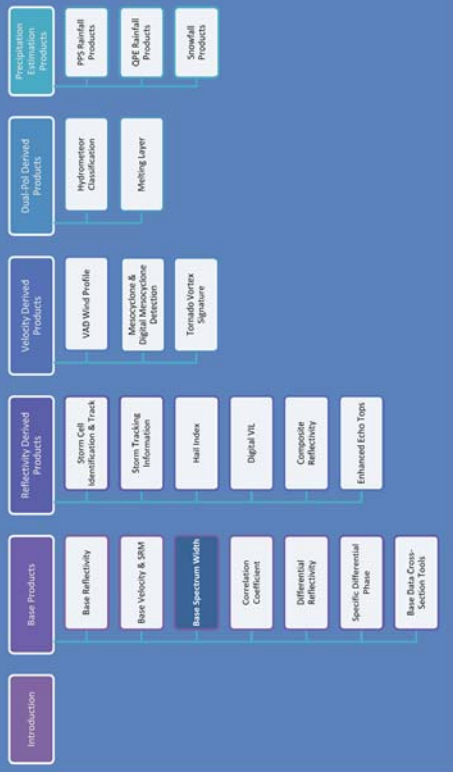 Introduction
Base Products
Base Reflectivity
Base Velocity & SRM
Base Spectrum Width
Correlation
Coefficient
Differential
Reflectivity
Specific Differential
Phase
Base Data Cross-
Section Tools
Reflectivity Derived
Products
Storm Cell
Identification & Track
Storm Tracking
Information
Hail Index
Digital VIL
Composite
Reflectivity
Enhanced Echo Tops
Velocity Derived
Products
VAD Wind Profile
Mesocyclone &
Digital Mesocyclone
Detection
Tornado Vortex
Signature
Dual-Pol Derived
Products
Hydrometeor
Classification
Melting Layer
Precipitation
Estimation
Products
PPS Rainfall
Products
QPE Rainfall
Products
Snowfall
Products